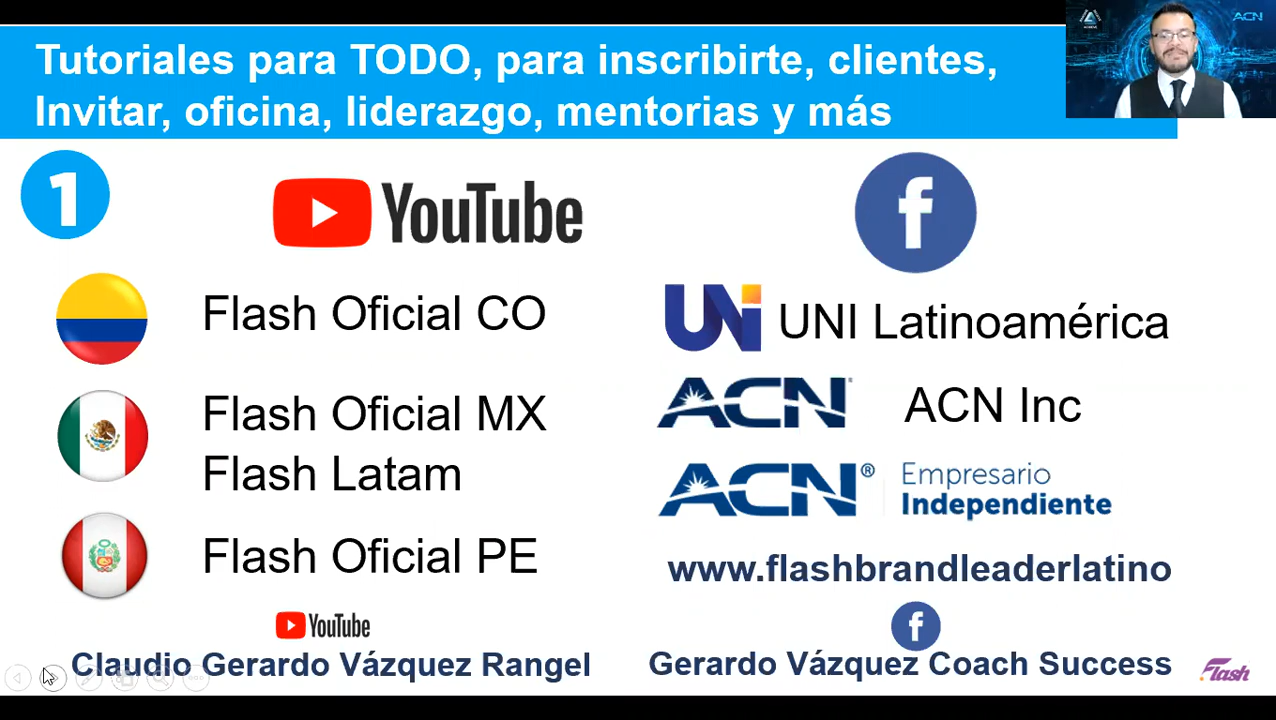 Tutoriales para TODO, para inscribirte, clientes,
Invitar, oficina, liderazgo, mentorias y más
ACN
1
YouTube
f
Flash Oficial CO
UNi UNI Latinoamérica
Flash Oficial MX
ACN ACN Inc
Flash Latam
ACN® Empresario
Independiente
Flash Oficial PE
www.flashbrandleaderlatino
YouTube
f
Claudio Gerardo Vázquez Rangel
Gerardo Vázquez Coach Success
Flash